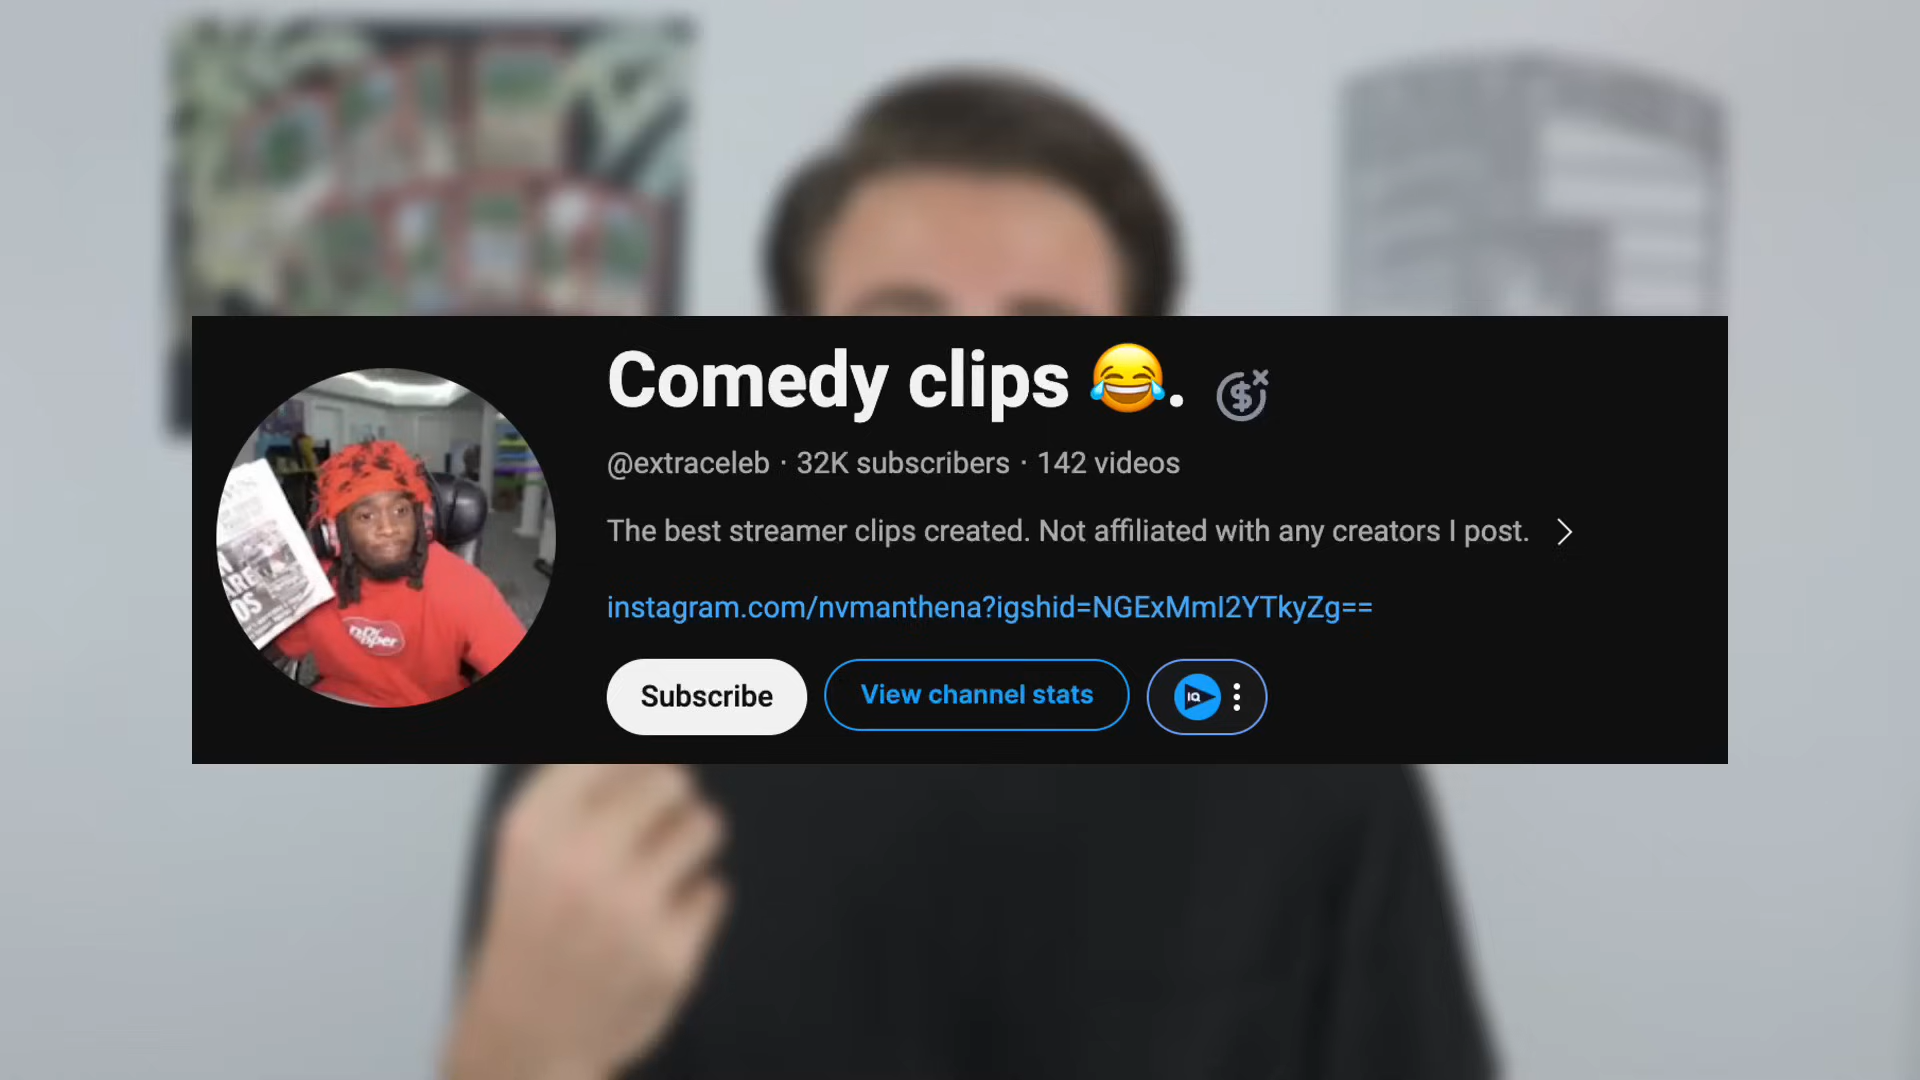 Comedy clips 😂.
@extraceleb · 32K subscribers · 142 videos
The best streamer clips created. Not affiliated with any creators I post.
instagram.com/nvmanthena?igshid=NGExMmI2YTkyZg==
Subscribe
View channel stats
IQ